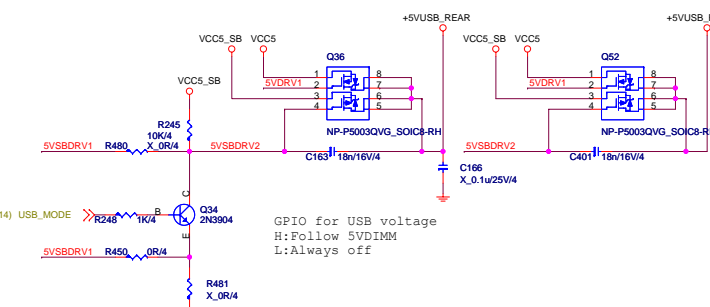 +5VUSB_REAR
+5VUSB_
VCC5_SB VCC5
VCC5_SB VCC5
Q36
Q52
VCC5_SB
1 8
5VDRV1 2 7
3 6
4 5
1 8
5VDRV1 2 7
3 6
4 5
R245
10K/4
NP-P5003QVG_SOIC8-RH
NP-P5003QVG_SOIC8-R
5VSBDRV1 R480 X_0R/4 5VSBDRV2
5VSBDRV2
C163 18n/16V/4
C401 18n/16V/4
C166
X_0.1u/25V/4
C
14) USB_MODE B Q34
R248 1K/4 2N3904
E
GPIO for USB voltage
H:Follow 5VDIMM
L:Always off
5VSBDRV1 R450 0R/4
R481
X_0R/4